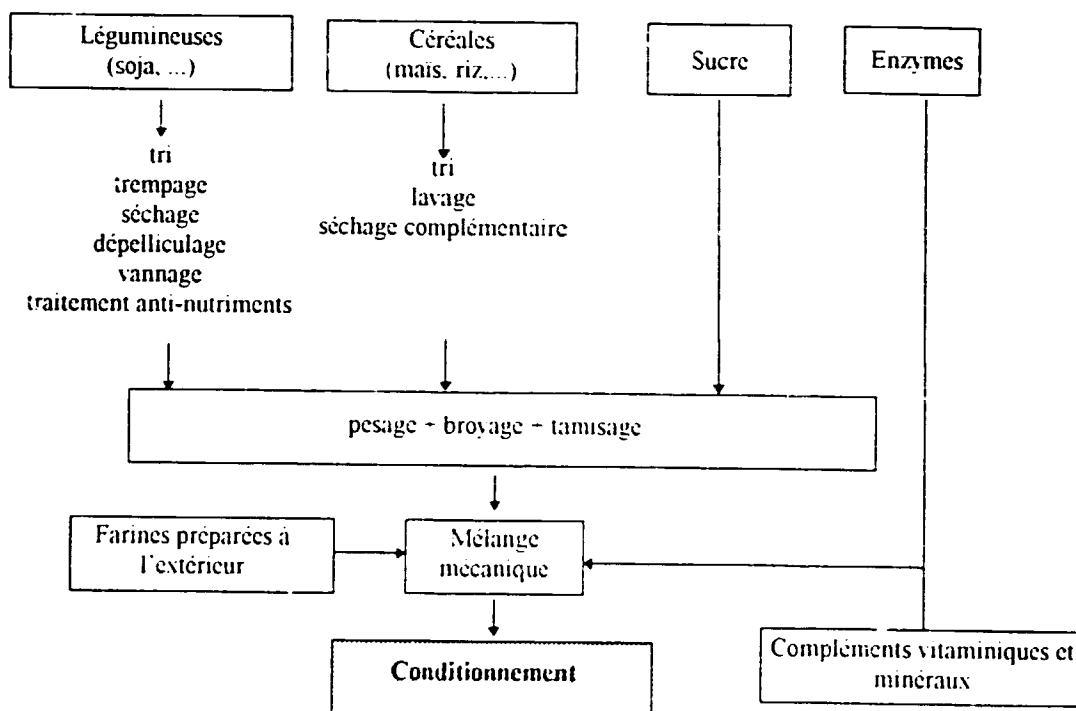 Légumineuses
(soja, ...)
Céréales
(maïs, riz,...)
Sucre
Enzymes
tri
trempage
séchage
dépelliculage
vannage
traitement anti-nutriments
tri
lavage
séchage complémentaire
pesage + broyage + tamisage
Farines préparées à
l'extérieur
Mélange
mécanique
Conditionnement
Compléments vitaminiques et
minéraux